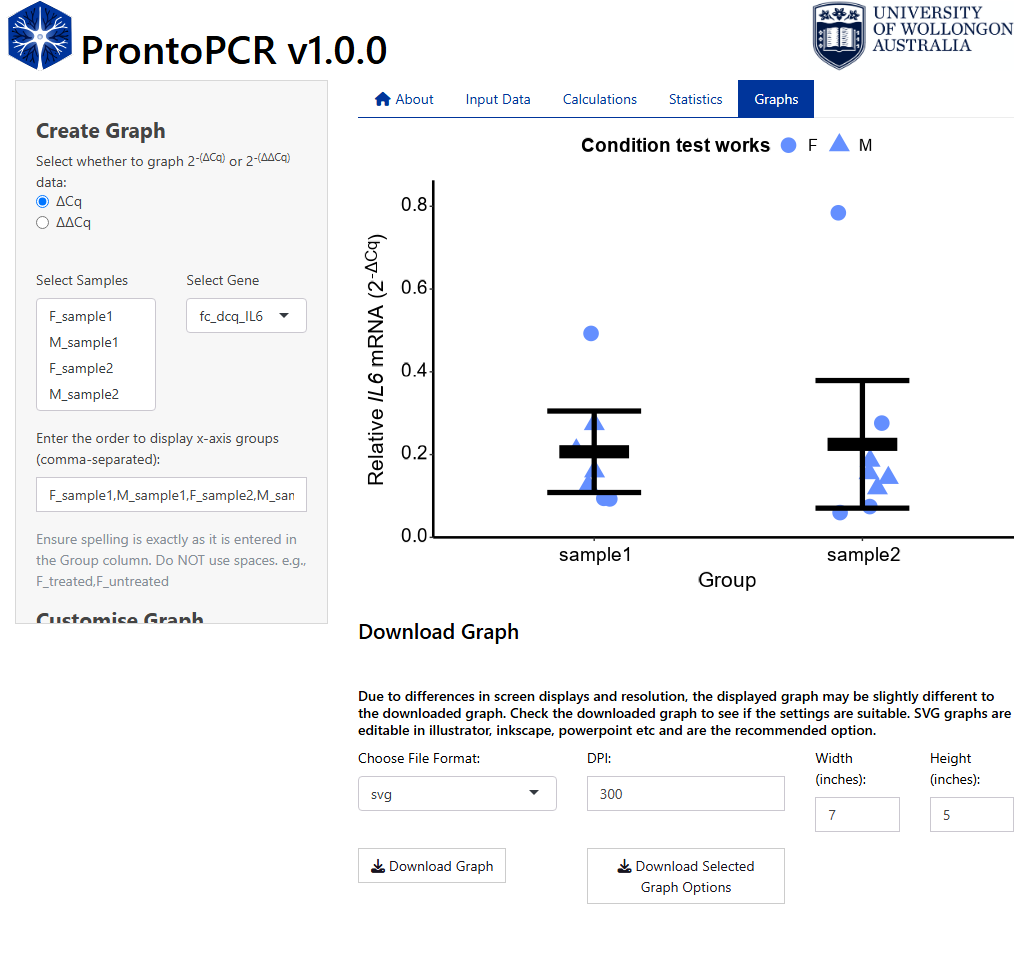 ProntoPCR v1.0.0
UNIVERSITY
OF WOLLONGONG
AUSTRALIA
About
Input Data
Calculations
Statistics
Graphs
Create Graph
Select whether to graph 2-(ΔCq) or 2-(ΔΔCq)
data:
ΔCq
ΔΔCq
Select Samples
F_sample1
M_sample1
F_sample2
M_sample2
Select Gene
fc_dcq_IL6
Enter the order to display x-axis groups
(comma-separated):
F_sample1,M_sample1,F_sample2,M_sam
Ensure spelling is exactly as it is entered in
the Group column. Do NOT use spaces. e.g.,
F_treated,F_untreated
Customise Graph
Condition test works F M
Relative IL6 mRNA (2-ΔCq)
0.8
0.6
0.4
0.2
0.0
sample1
sample2
Group
Download Graph
Due to differences in screen displays and resolution, the displayed graph may be slightly different to
the downloaded graph. Check the downloaded graph to see if the settings are suitable. SVG graphs are
editable in illustrator, inkscape, powerpoint etc and are the recommended option.
Choose File Format:
svg
DPI:
300
Width
(inches):
7
Height
(inches):
5
Download Graph
Download Selected
Graph Options